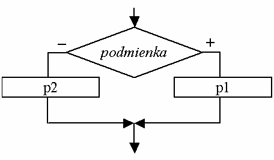 − podmienka +
p2 p1